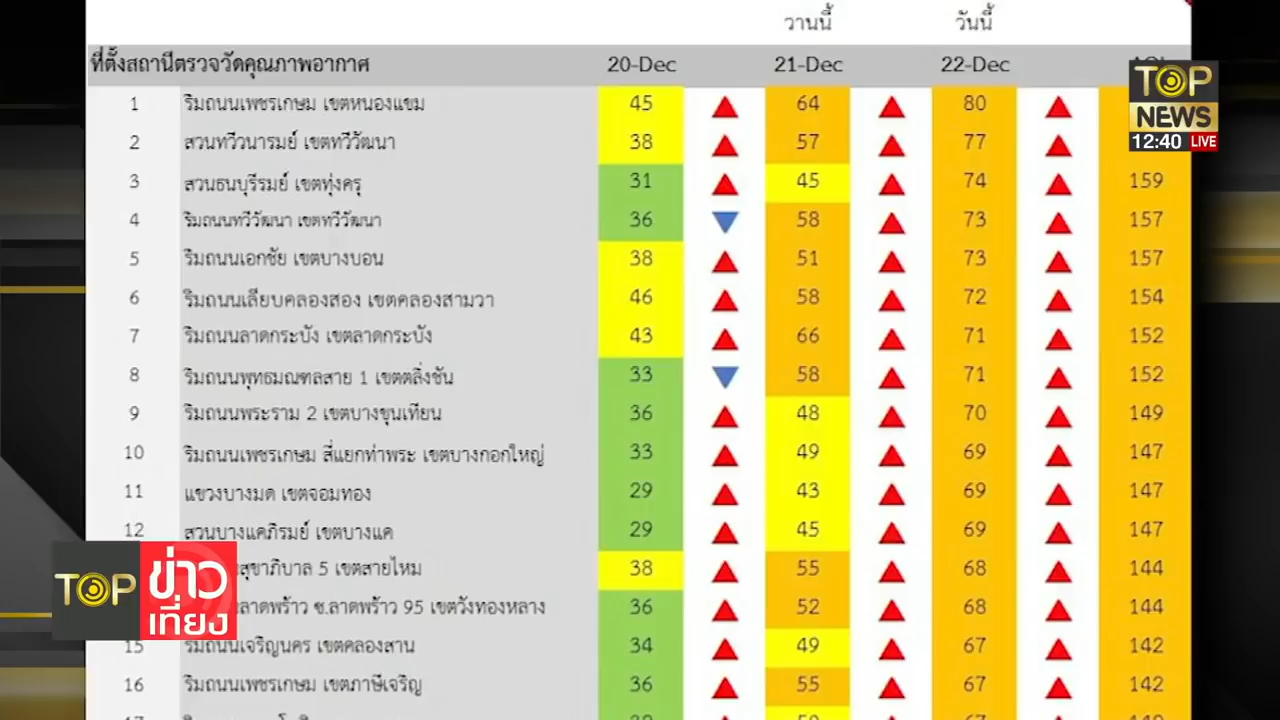 วานนี้ วันนี้
ที่ตั้งสถานีตรวจวัดคุณภาพอากาศ 20-Dec 21-Dec 22-Dec
TOP
NEWS
12:40 LIVE
1 ริมถนนเพชรเกษม เขตหนองแขม 45 64 80
2 สวนทวีวนารมย์ เขตทวีวัฒนา 38 57 77
3 สวนธนบุรีรมย์ เขตทุ่งครุ 31 45 74 159
4 ริมถนนทวีวัฒนา เขตทวีวัฒนา 36 58 73 157
5 ริมถนนเอกชัย เขตบางบอน 38 51 73 157
6 ริมถนนเลียบคลองสอง เขตคลองสามวา 46 58 72 154
7 ริมถนนลาดกระบัง เขตลาดกระบัง 43 66 71 152
8 ริมถนนพุทธมณฑลสาย 1 เขตตลิ่งชัน 33 58 71 152
9 ริมถนนพระราม 2 เขตบางขุนเทียน 36 48 70 149
10 ริมถนนเพชรเกษม สี่แยกท่าพระ เขตบางกอกใหญ่ 33 49 69 147
11 แขวงบางมด เขตจอมทอง 29 43 69 147
12 สวนบางแคภิรมย์ เขตบางแค 29 45 69 147
สุขาภิบาล 5 เขตสายไหม 38 55 68 144
ลาดพร้าว ซ.ลาดพร้าว 95 เขตวังทองหลาง 36 52 68 144
15 ริมถนนเจริญนคร เขตคลองสาน 34 49 67 142
16 ริมถนนเพชรเกษม เขตภาษีเจริญ 36 55 67 142
TOP ข่าว
เที่ยง